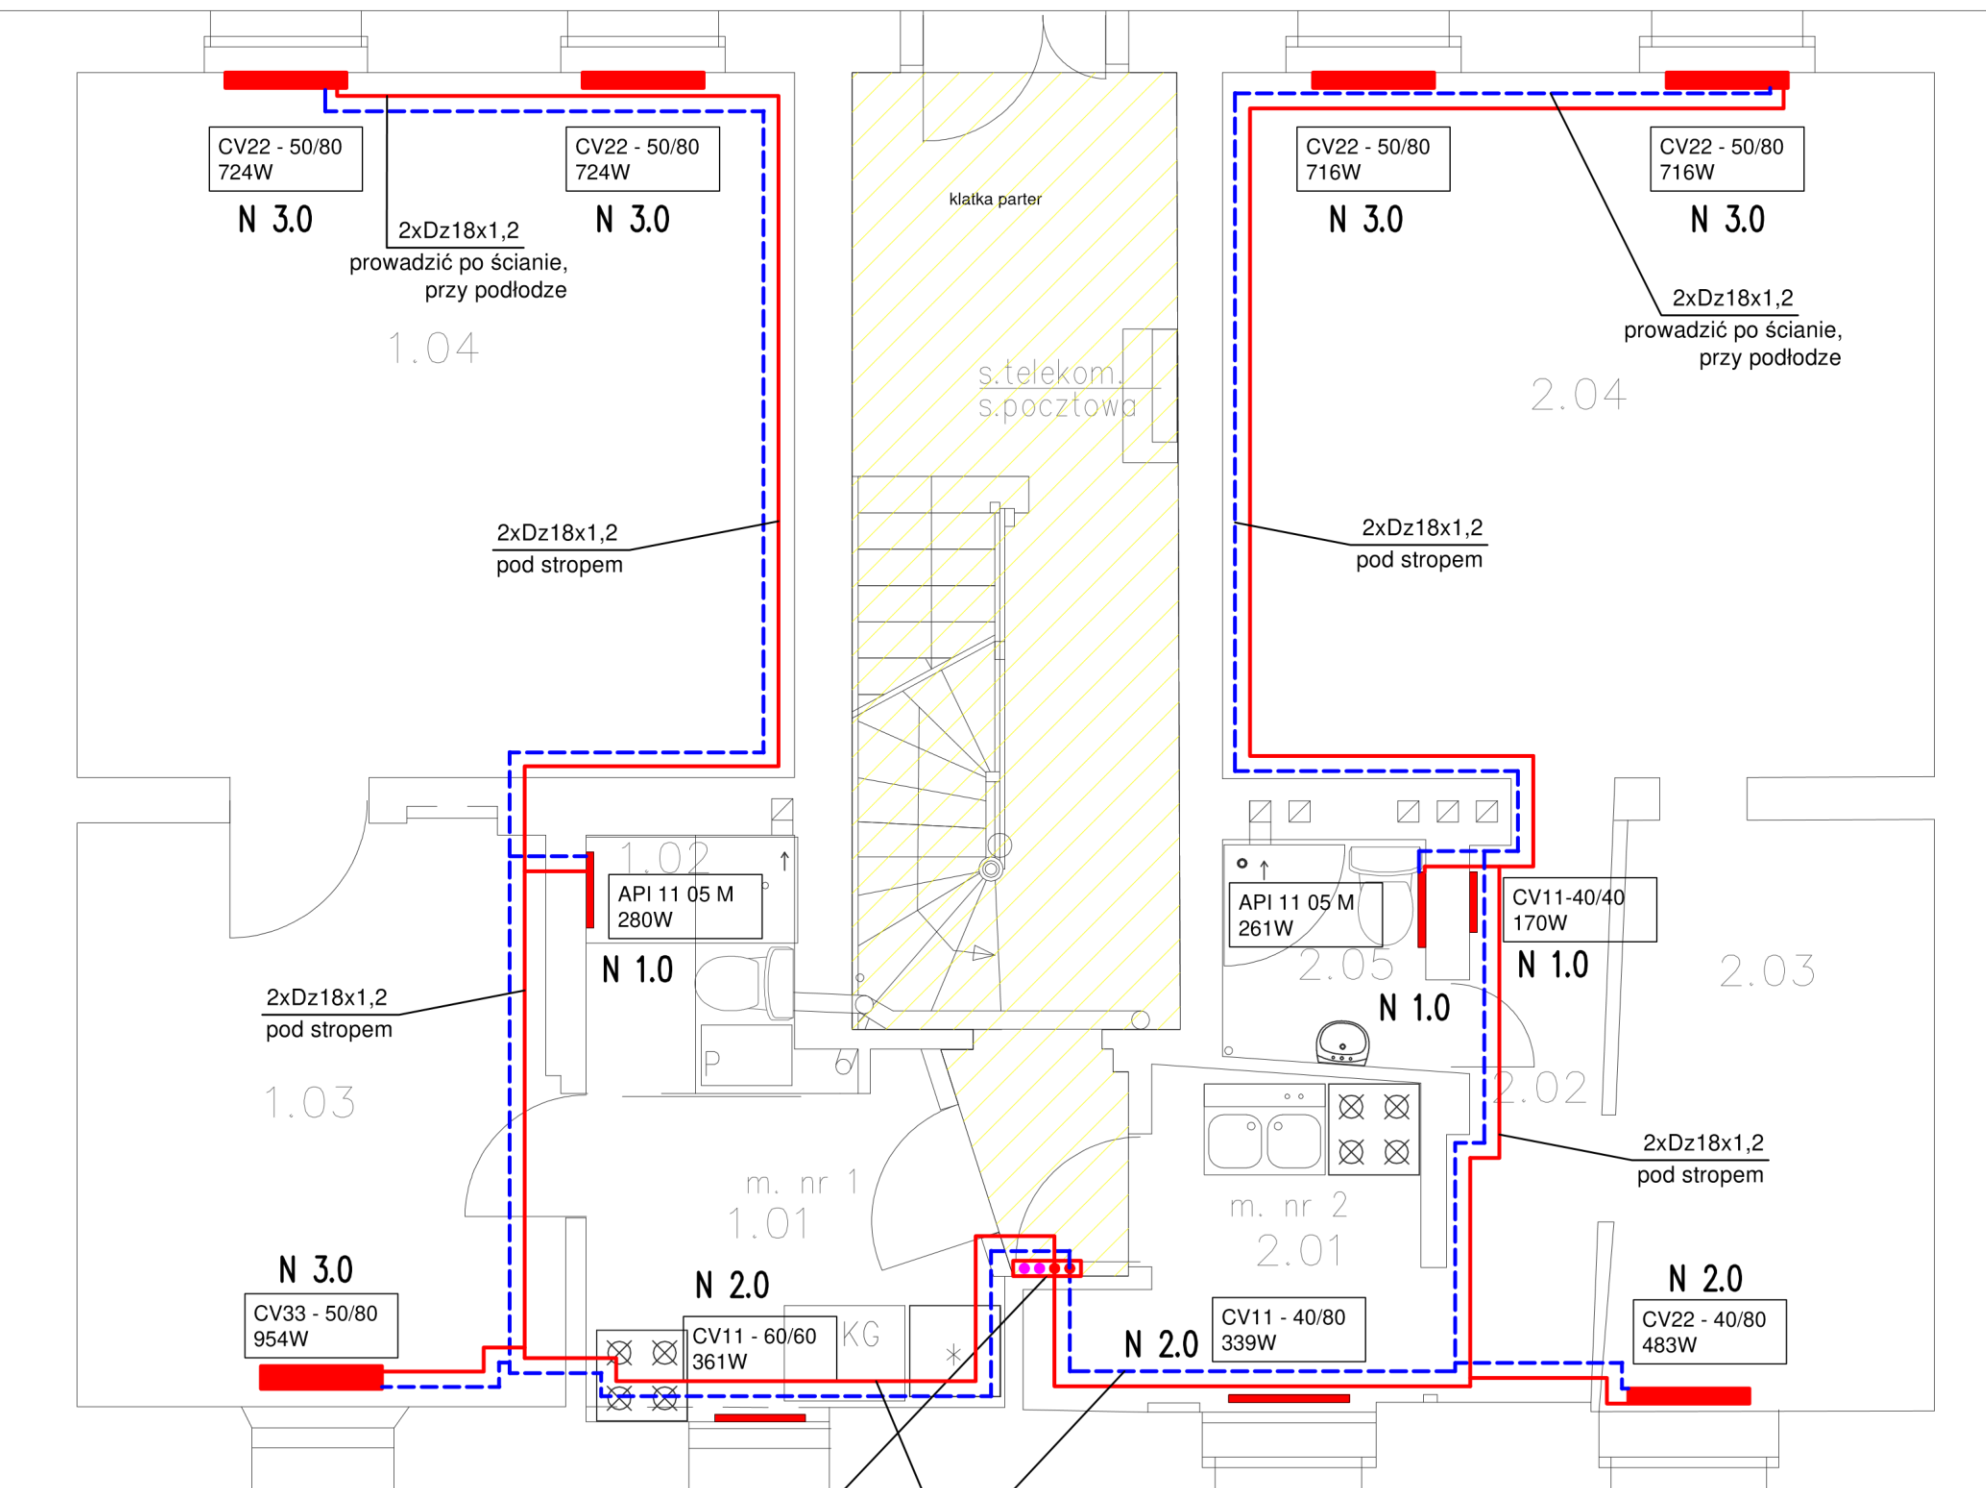 CV22 - 50/80
724W
N 3.0
CV22 - 50/80
724W
N 3.0
2xDz18x1,2
prowadzić po ścianie,
przy podłodze
1.04
2xDz18x1,2
pod stropem
klatka parter
s.telekom.
s.pocztowa
CV22 - 50/80
716W
N 3.0
CV22 - 50/80
716W
N 3.0
2xDz18x1,2
prowadzić po ścianie,
przy podłodze
2.04
2xDz18x1,2
pod stropem
1.02
API 11 05 M
280W
N 1.0
2xDz18x1,2
pod stropem
1.03
P
API 11 05 M
261W
2.05
N 1.0
CV11-40/40
170W
N 1.0
2.03
2.02
2xDz18x1,2
pod stropem
m. nr 1
1.01
m. nr 2
2.01
N 3.0
CV33 - 50/80
954W
N 2.0
CV11 - 60/60
361W
KG
N 2.0
CV11 - 40/80
339W
N 2.0
CV22 - 40/80
483W